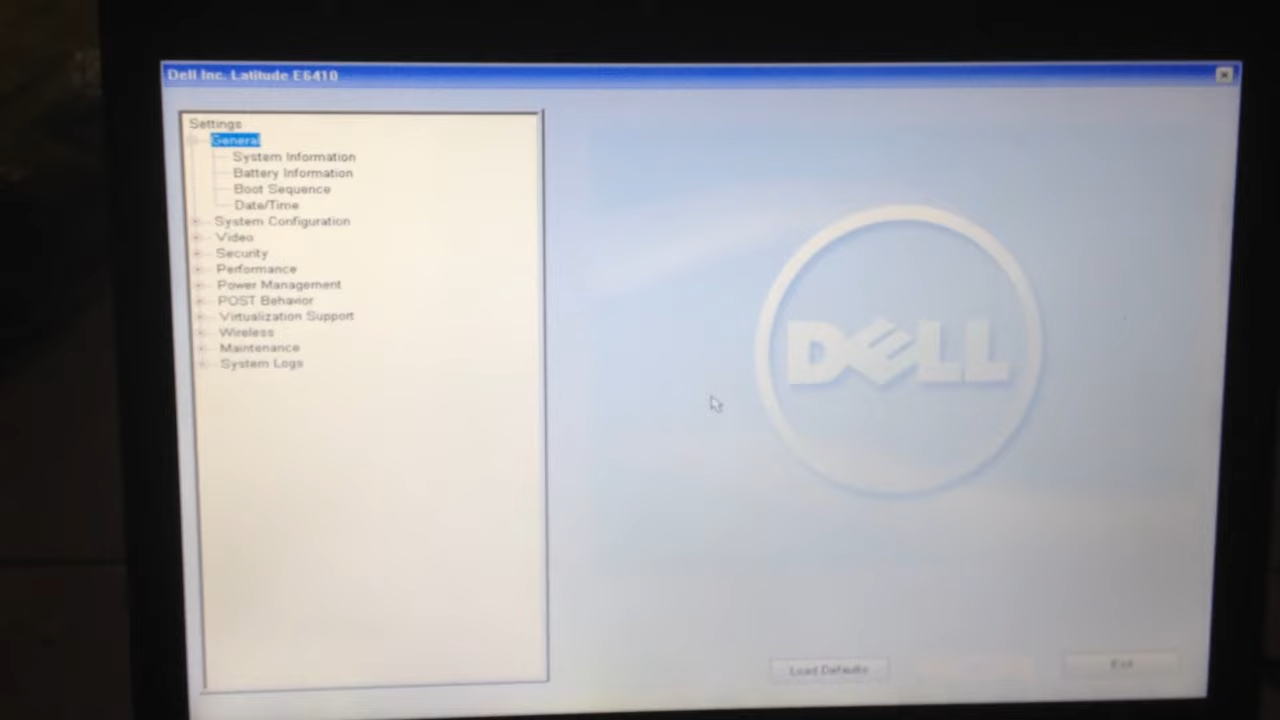 Dell Inc. Latitude E6410
Settings
General
System Information
Battery Information
Boot Sequence
Date/Time
System Configuration
Video
Security
Performance
Power Management
POST Behavior
Virtualization Support
Wireless
Maintenance
System Logs
DELL
Load Defaults
Exit